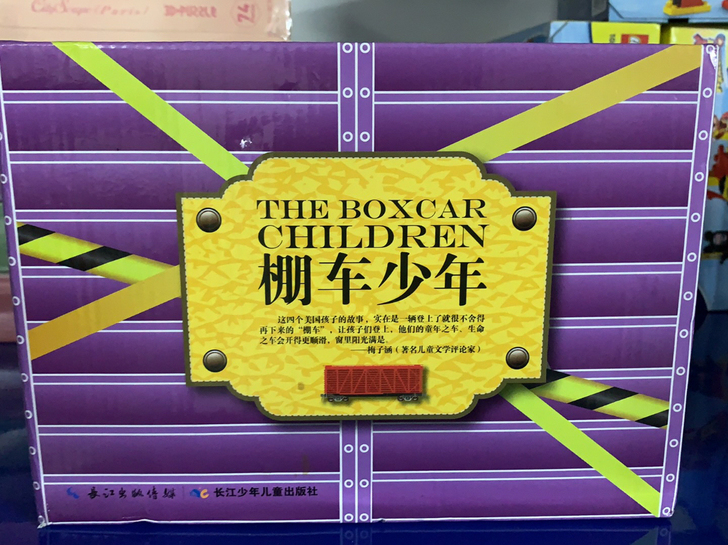 CityScape (Paris)
24
THE BOXCAR
CHILDREN
棚车少年
这四个美国孩子的故事，实在是一辆登上了就很不舍得
再下来的“棚车”，让孩子们登上，他们的童年之车、生命
之车会开得更顺滑，窗里阳光满是。
——梅子涵（著名儿童文学评论家）
长江出版传媒 长江少年儿童出版社